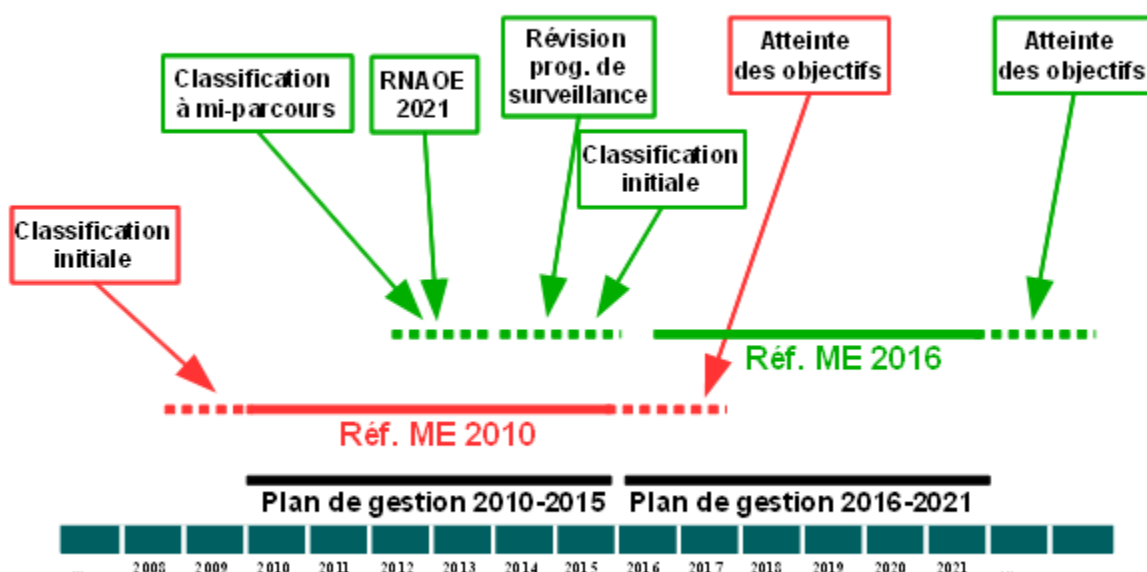 Révision
prog. de
surveillance
Atteinte
des objectifs
Atteinte
des objectifs
Classification
à mi-parcours
RNAOE
2021
Classification
initiale
Classification
initiale
Réf. ME 2016
Réf. ME 2010
Plan de gestion 2010-2015
Plan de gestion 2016-2021
... 2008 2009 2010 2011 2012 2013 2014 2015 2016 2017 2018 2019 2020 2021 ...